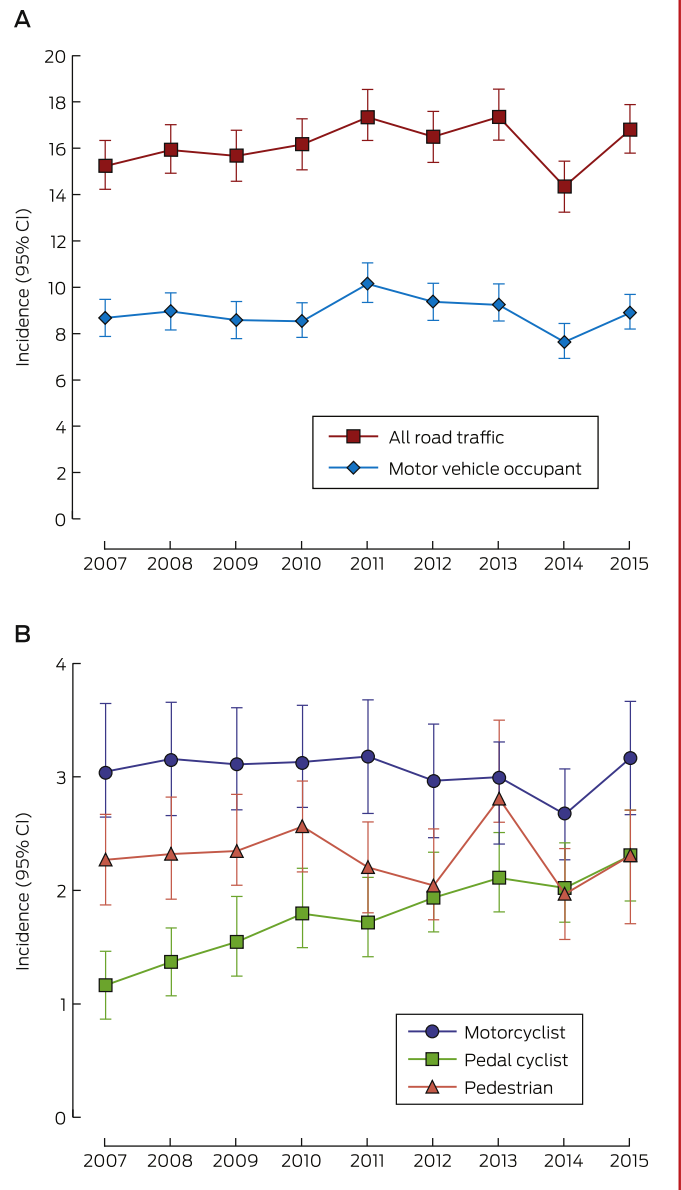 A
20
18
16
14
12
10
8
6
4
2
0
Incidence (95% CI)
All road traffic
Motor vehicle occupant
2007 2008 2009 2010 2011 2012 2013 2014 2015
B
4
3
2
1
0
Incidence (95% CI)
Motorcyclist
Pedal cyclist
Pedestrian
2007 2008 2009 2010 2011 2012 2013 2014 2015